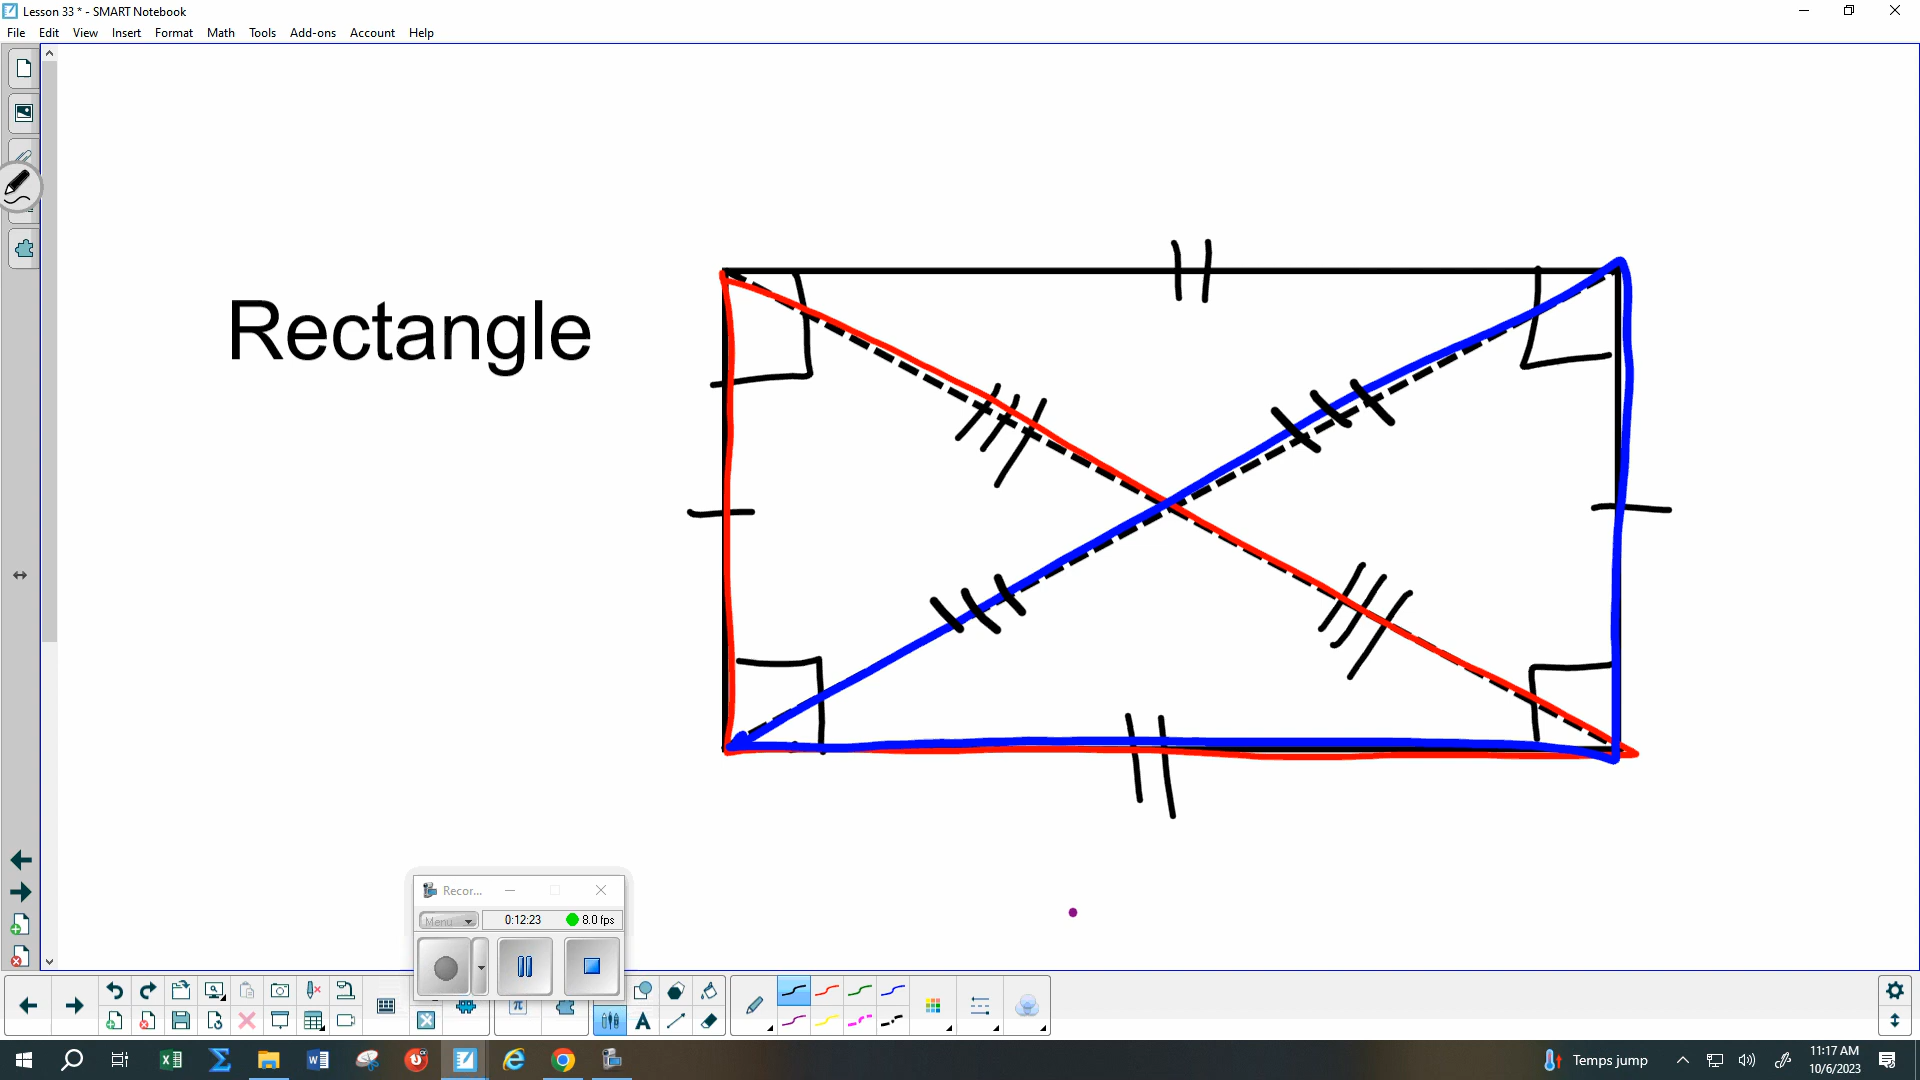 Lesson 33 * - SMART Notebook
File Edit View Insert Format Math Tools Add-ons Account Help
Rectangle
Recor...
Menu 0:12:23 8.0 fps
π
A
Temps jump
11:17 AM
10/6/2023